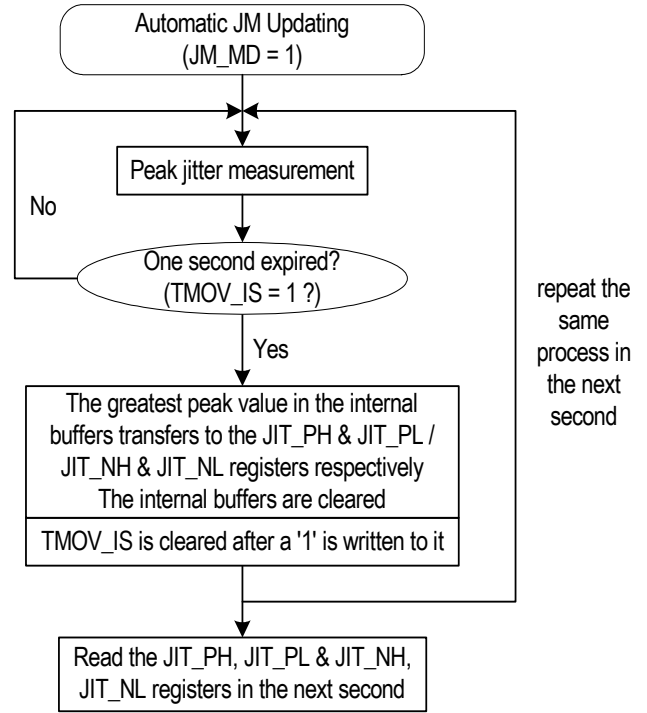 Automatic JM Updating
(JM_MD = 1)
Peak jitter measurement
No
One second expired?
(TMOV_IS = 1 ?)
Yes
repeat the
same
process in
the next
second
The greatest peak value in the internal
buffers transfers to the JIT_PH & JIT_PL /
JIT_NH & JIT_NL registers respectively
The internal buffers are cleared
TMOV_IS is cleared after a '1' is written to it
Read the JIT_PH, JIT_PL & JIT_NH,
JIT_NL registers in the next second